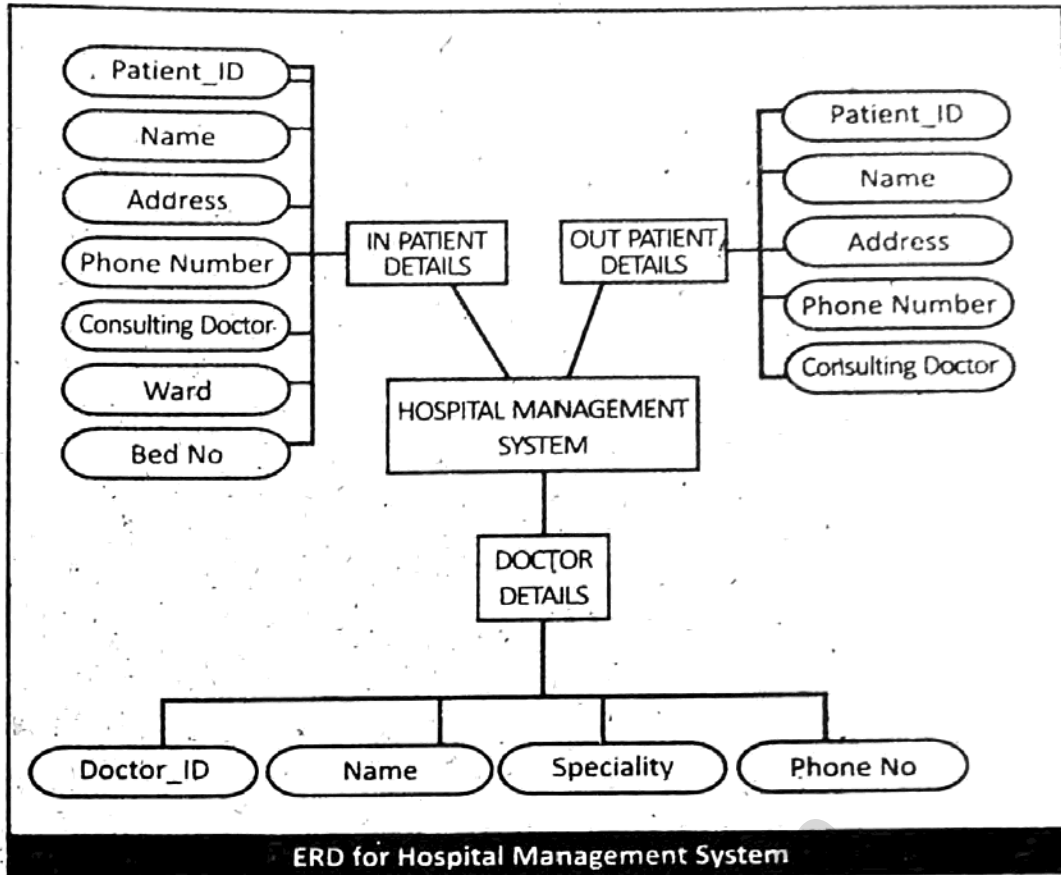 Patient_ID
Name
Address
Phone Number
Consulting Doctor
Ward
Bed No
IN PATIENT
DETAILS
OUT PATIENT
DETAILS
Patient_ID
Name
Address
Phone Number
Consulting Doctor
HOSPITAL MANAGEMENT
SYSTEM
DOCTOR
DETAILS
Doctor_ID
Name
Speciality
Phone No
ERD for Hospital Management System